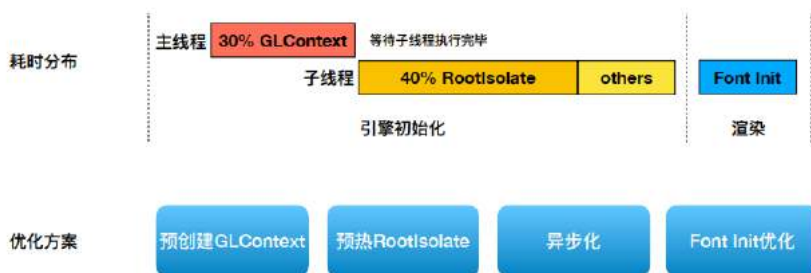 主线程 30% GLContext 等待子线程执行完毕
耗时分布
子线程 40% RootIsolate others Font Init
引擎初始化 渲染
优化方案 预创建GLContext 预热RootIsolate 异步化 Font Init优化